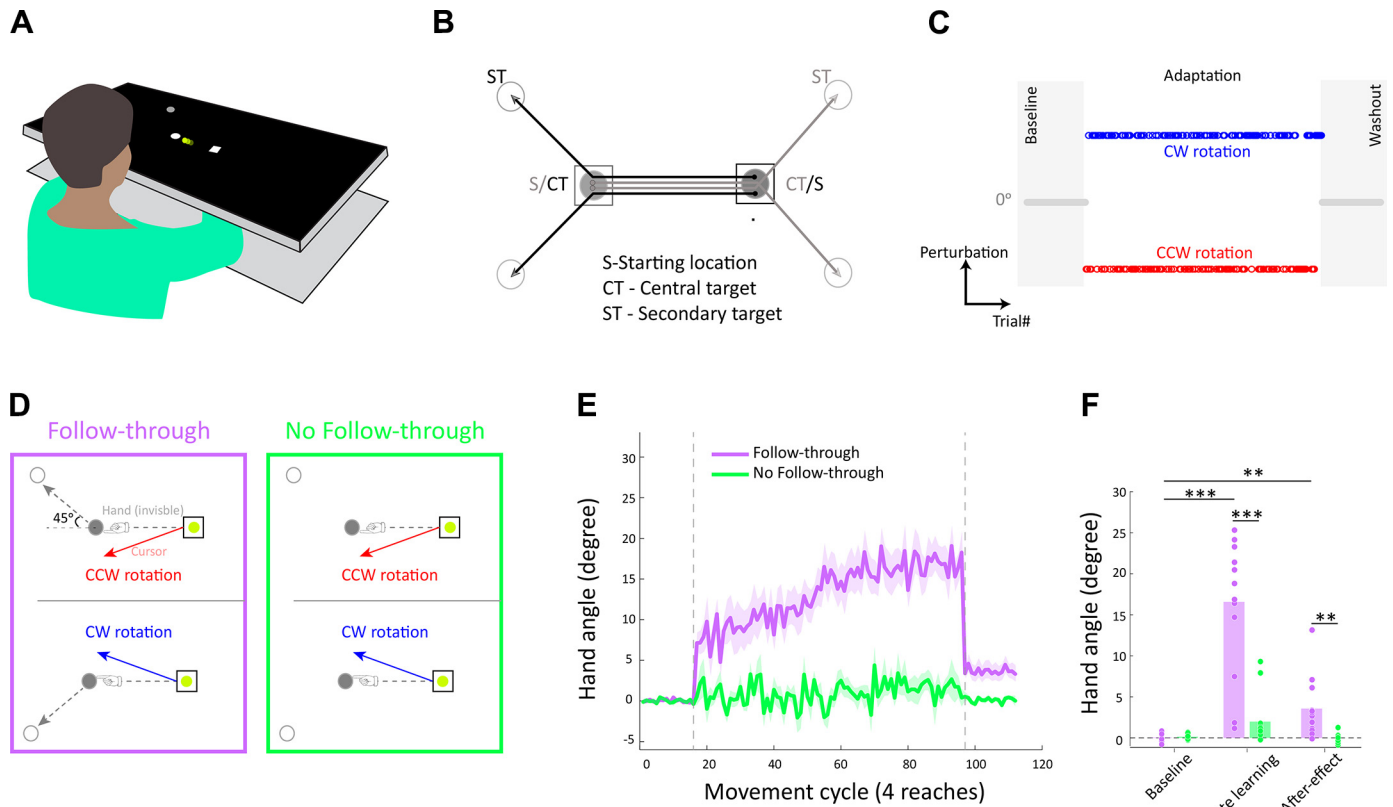 A
B
C
ST
ST
S/CT
CT/S
S-Starting location
CT - Central target
ST - Secondary target
Baseline
Adaptation
Washout
CW rotation
0°
CCW rotation
Perturbation
Trial#
D
Follow-through
No Follow-through
45°
Hand (invisble)
Cursor
CCW rotation
CW rotation
CCW rotation
CW rotation
E
Follow-through
No Follow-through
Hand angle (degree)
30
25
20
15
10
5
0
-5
0
20
40
60
80
100
120
Movement cycle (4 reaches)
F
**
***
***
**
Hand angle (degree)
30
25
20
15
10
5
0
Baseline
te learning
After-effect